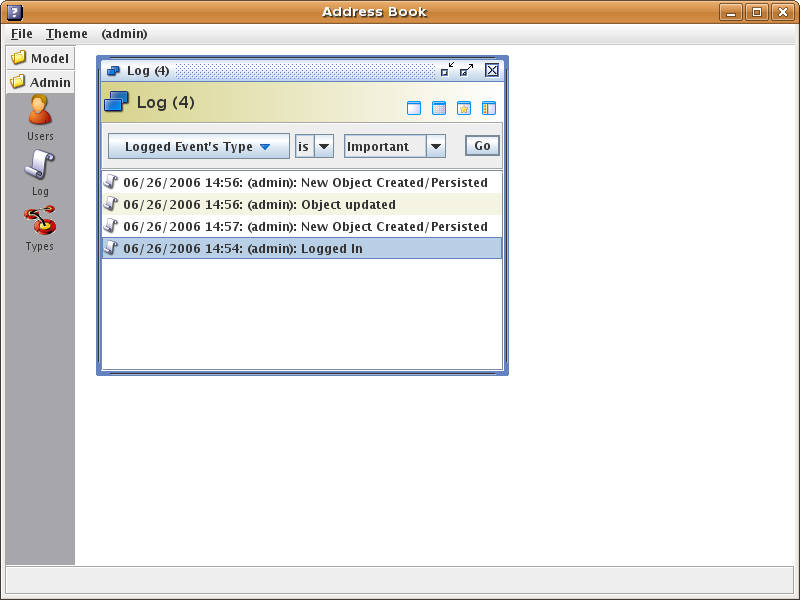 Address Book
File Theme (admin)
Model
Admin
Users
Log
Types
Log (4)
Log (4)
Logged Event's Type is Important Go
06/26/2006 14:56: (admin): New Object Created/Persisted
06/26/2006 14:56: (admin): Object updated
06/26/2006 14:57: (admin): New Object Created/Persisted
06/26/2006 14:54: (admin): Logged In